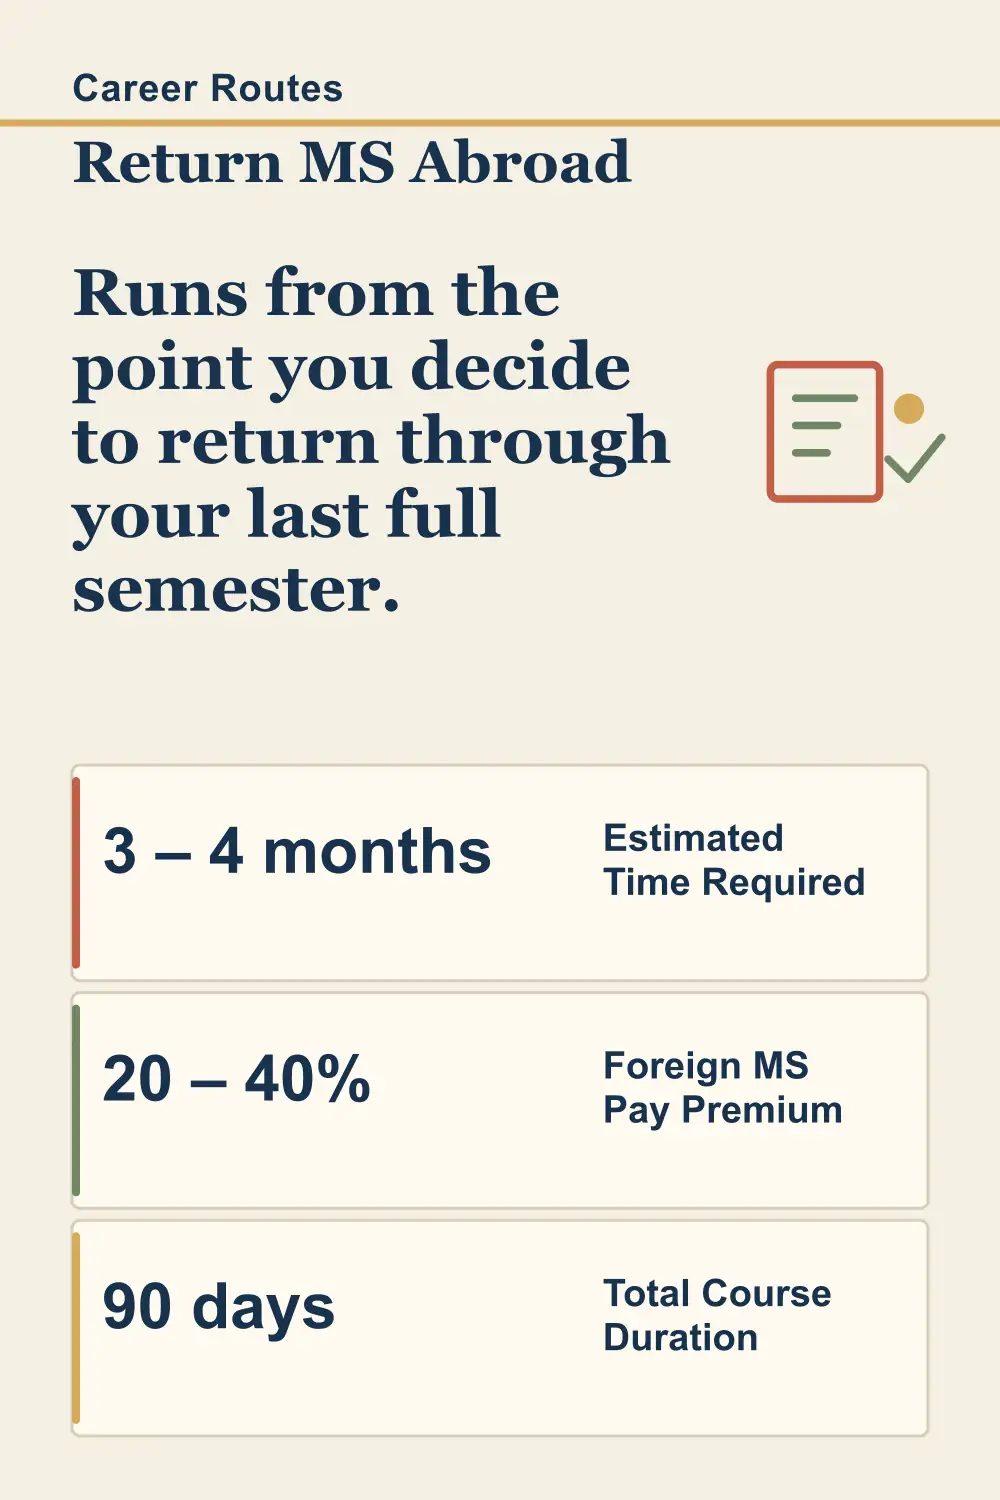 Career Routes
Return MS Abroad
Runs from the
point you decide
to return through
your last full
semester.
3 – 4 months
Estimated
Time Required
20 – 40%
Foreign MS
Pay Premium
90 days
Total Course
Duration